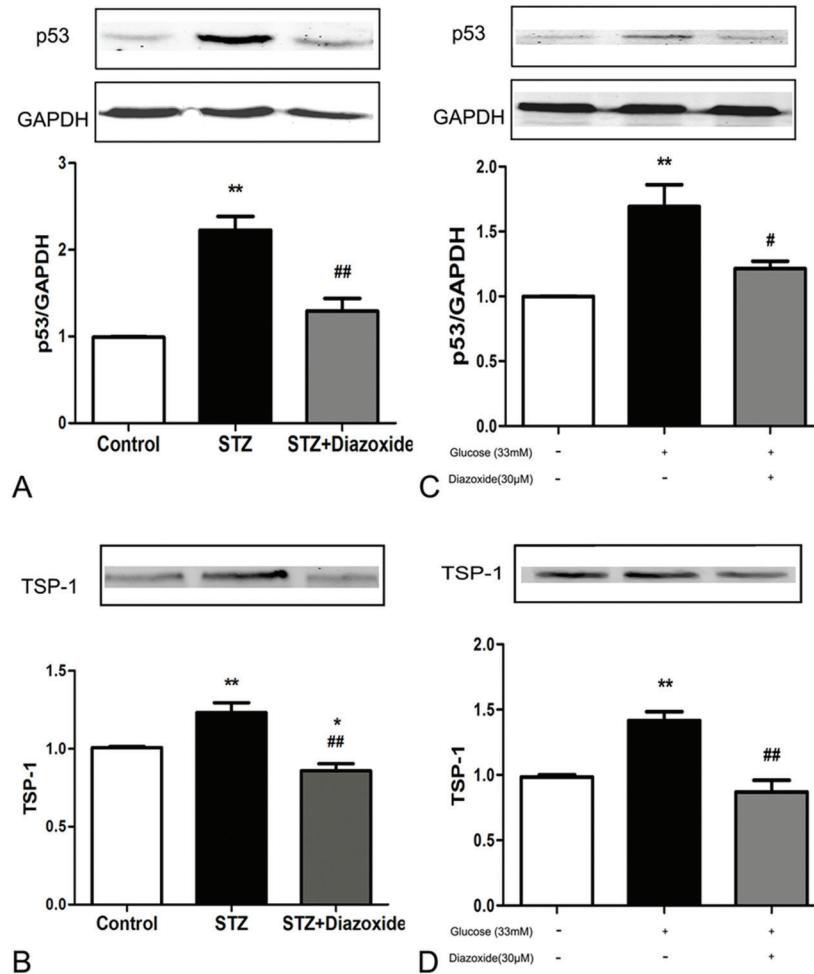 p53
GAPDH
3
2
1
0
p53/GAPDH
**
##
Control STZ STZ+Diazoxide
A
p53
GAPDH
2.0
1.5
1.0
0.5
0.0
p53/GAPDH
**
#
Glucose (33mM) - + +
Diazoxide(30μM) - - +
C
TSP-1
1.5
1.0
0.5
0.0
TSP-1
**
*
##
Control STZ STZ+Diazoxide
B
TSP-1
2.0
1.5
1.0
0.5
0.0
TSP-1
**
##
Glucose (33mM) - + +
Diazoxide(30μM) - - +
D